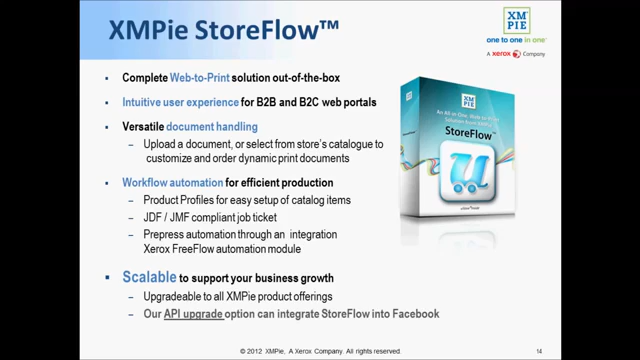 XMPie StoreFlow™
XM
PIE
one to one in one
A xerox Company
▪ Complete Web-to-Print solution out-of-the-box
▪ Intuitive user experience for B2B and B2C web portals
▪ Versatile document handling
– Upload a document, or select from store's catalogue to
customize and order dynamic print documents
▪ Workflow automation for efficient production
– Product Profiles for easy setup of catalog items
– JDF / JMF compliant job ticket
– Prepress automation through an integration
Xerox FreeFlow automation module
▪ Scalable to support your business growth
– Upgradeable to all XMPie product offerings
– Our API upgrade option can integrate StoreFlow into Facebook
XM
PIE
StoreFlow
u
© 2012 XMPie, A Xerox Company. All rights reserved.
14